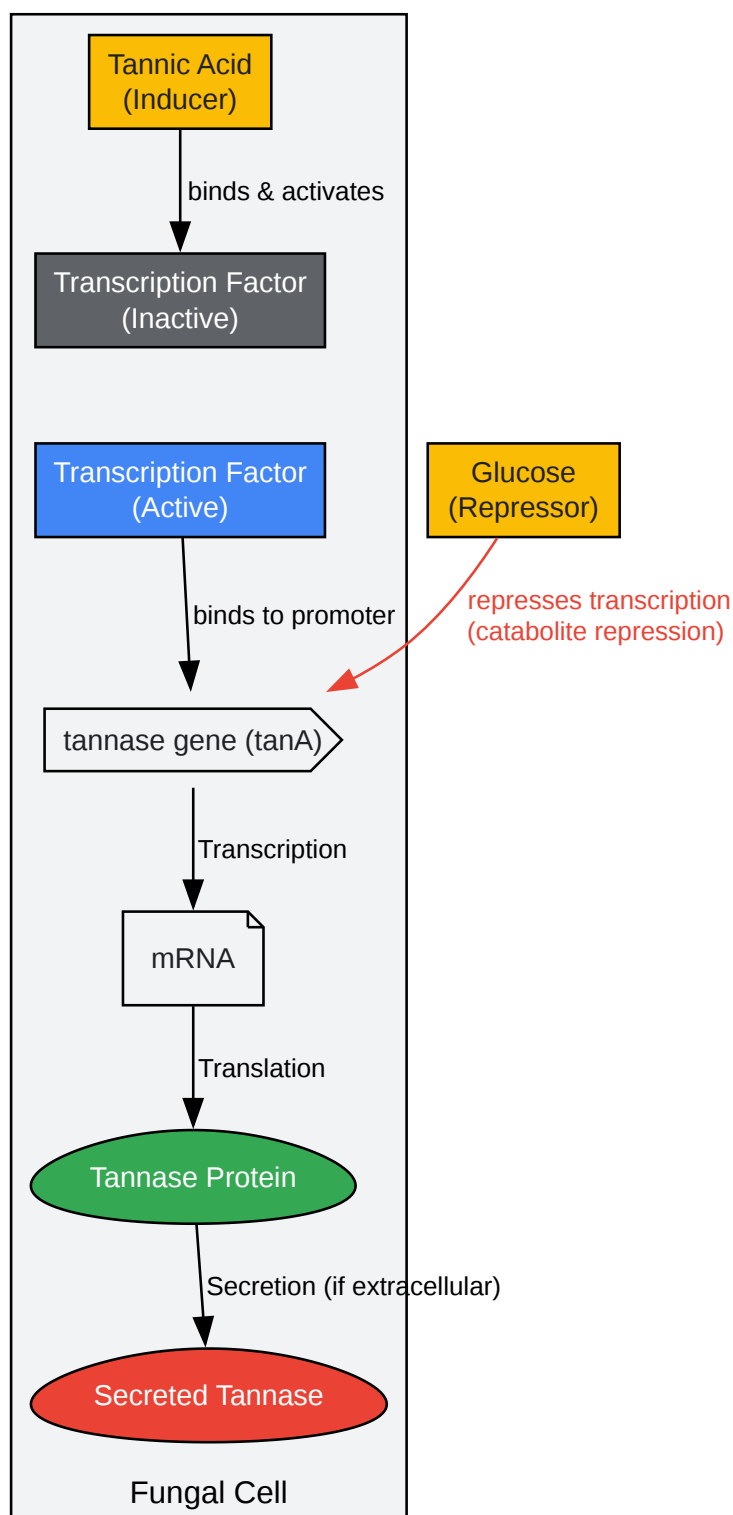 Tannic Acid
(Inducer)
binds & activates
Transcription Factor
(Inactive)
Transcription Factor
(Active)
Glucose
(Repressor)
binds to promoter
represses transcription
(catabolite repression)
tannase gene (tanA)
Transcription
mRNA
Translation
Tannase Protein
Secretion (if extracellular)
Secreted Tannase
Fungal Cell